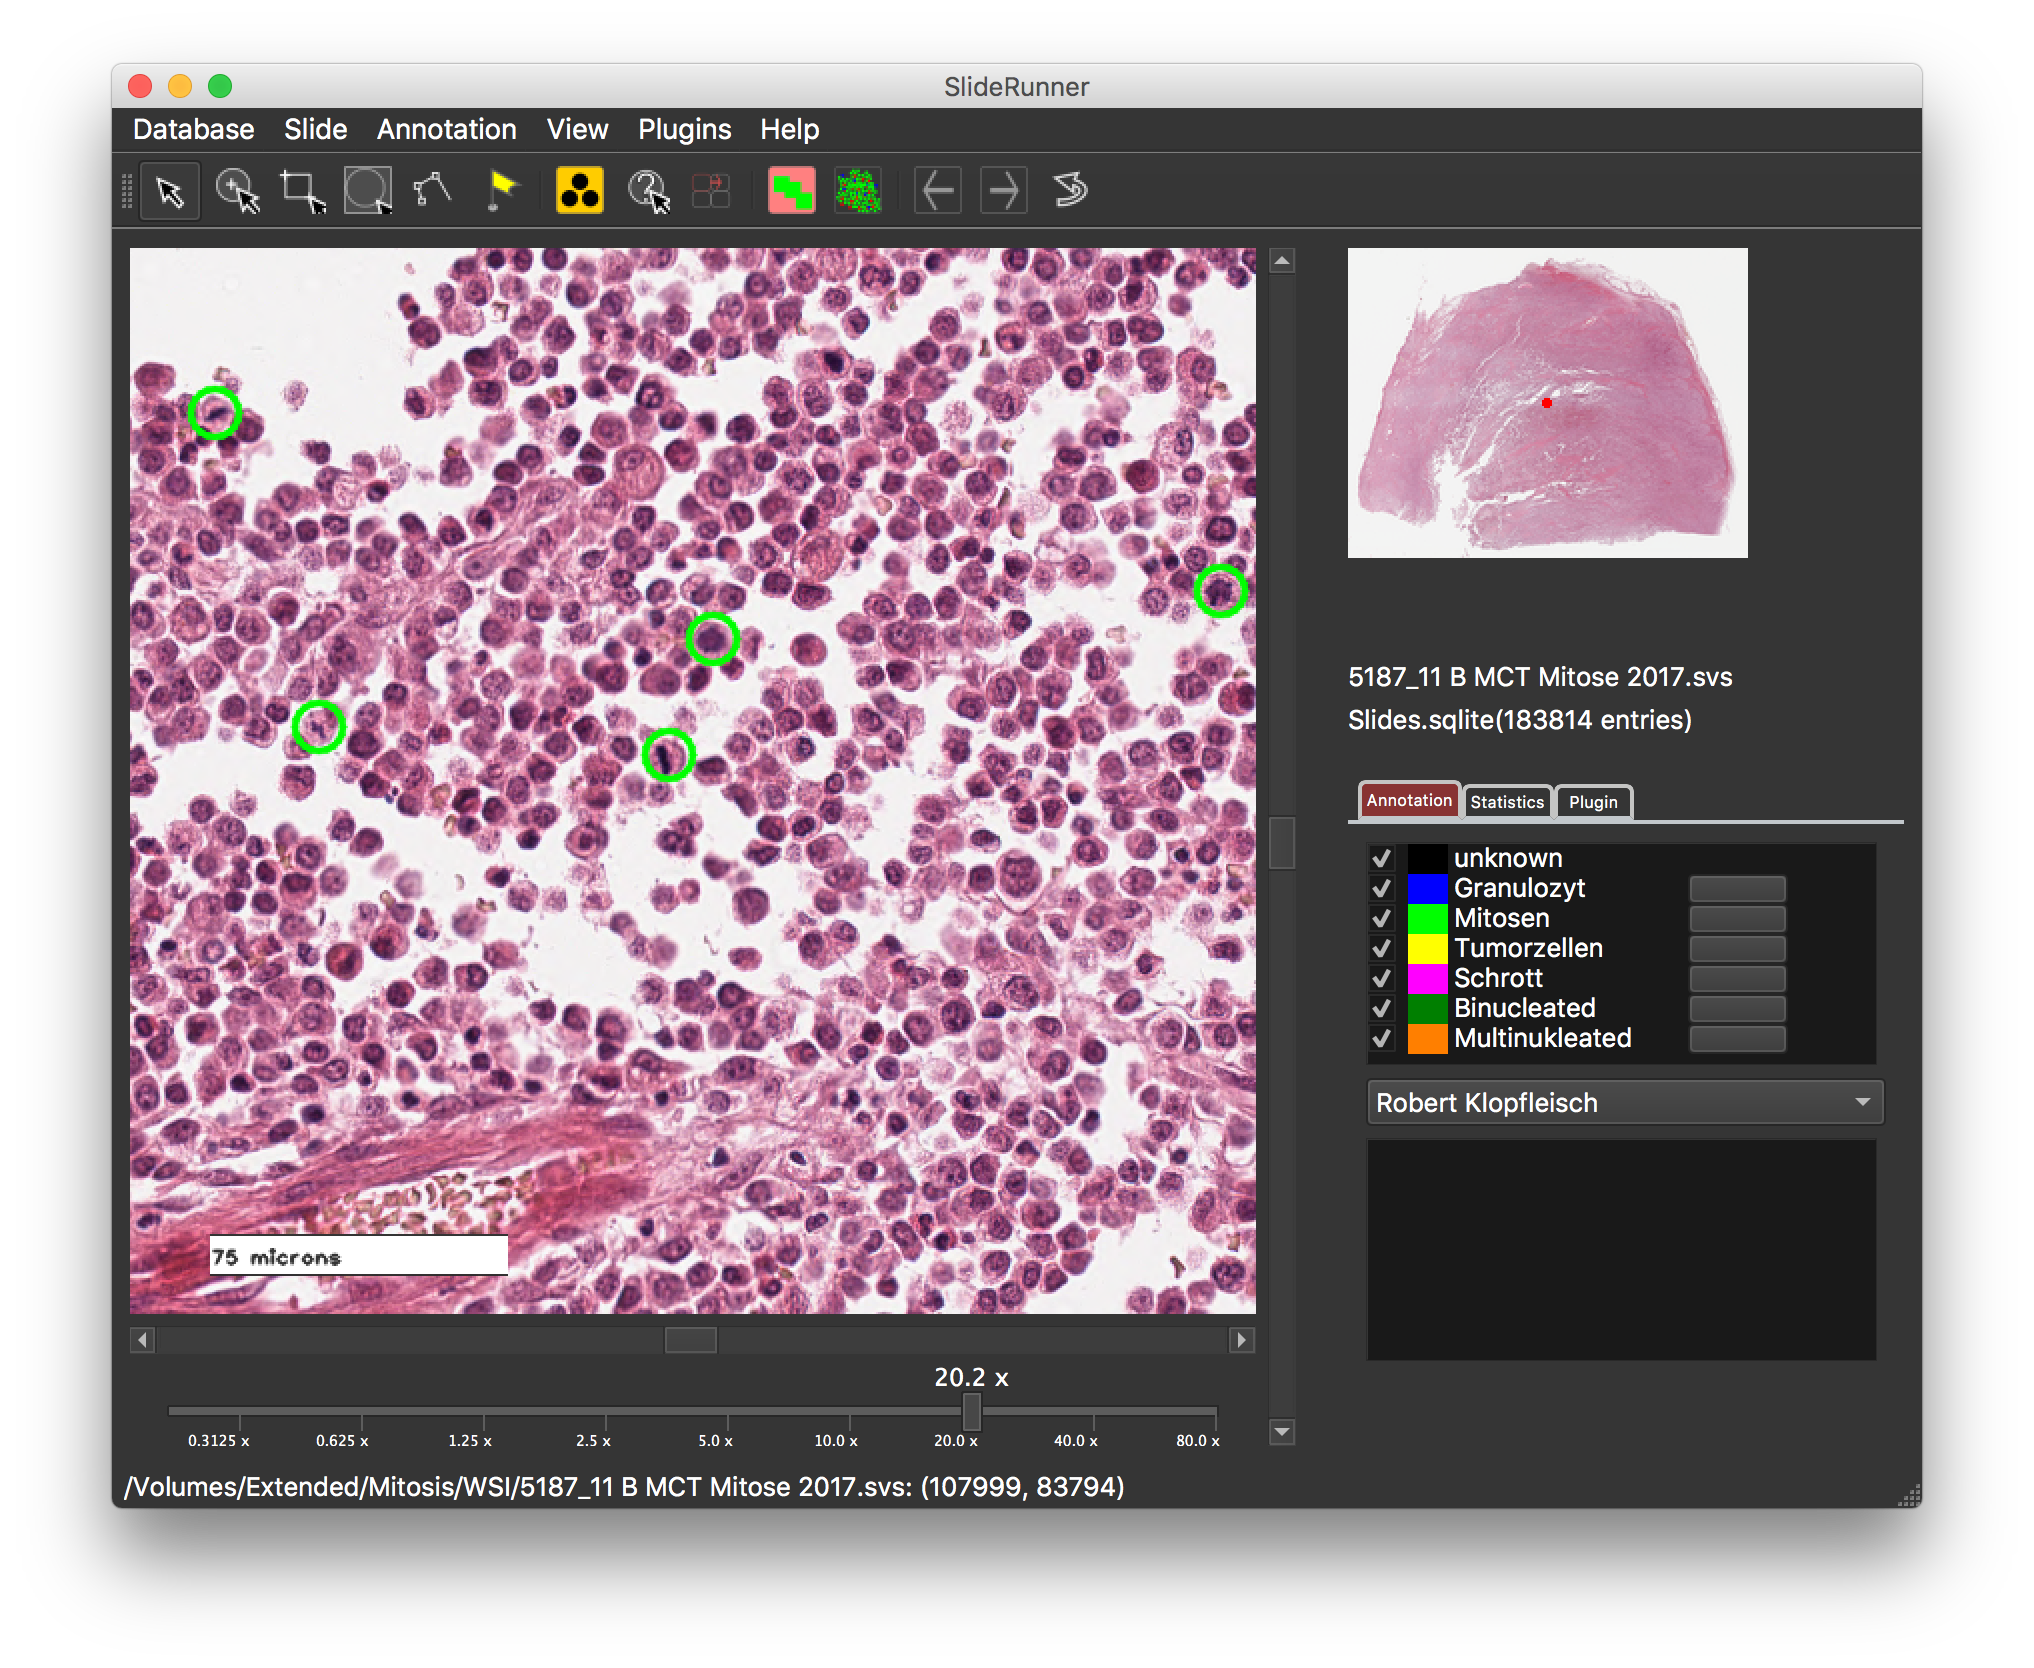 SlideRunner
Database Slide Annotation View Plugins Help
75 microns
5187_11 B MCT Mitose 2017.svs
Slides.sqlite(183814 entries)
Annotation Statistics Plugin
unknown
Granulozyt
Mitosen
Tumorzellen
Schrott
Binucleated
Multinukleated
Robert Klopfleisch
20.2 x
0.3125 x 0.625 x 1.25 x 2.5 x 5.0 x 10.0 x 20.0 x 40.0 x 80.0 x
/Volumes/Extended/Mitosis/WSI/5187_11 B MCT Mitose 2017.svs: (107999, 83794)